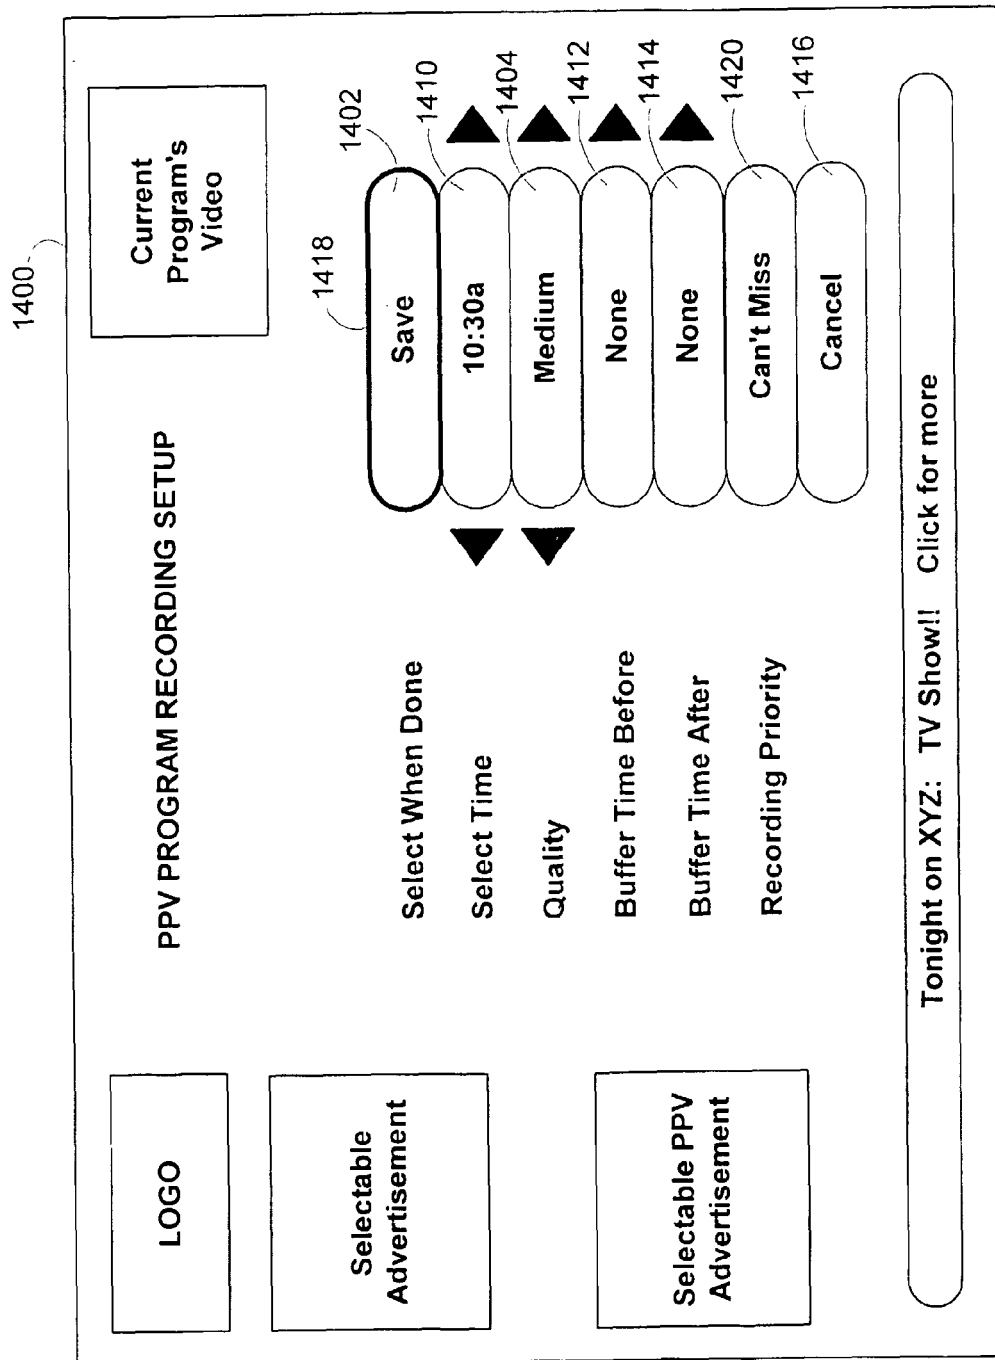 1400
LOGO
PPV PROGRAM RECORDING SETUP
Current
Program's
Video
Selectable
Advertisement
Selectable PPV
Advertisement
1418
1402
Select When Done
Save
1410
Select Time
10:30a
1404
Quality
Medium
1412
Buffer Time Before
None
1414
Buffer Time After
None
1420
Recording Priority
Can't Miss
1416
Cancel
Tonight on XYZ: TV Show!! Click for more